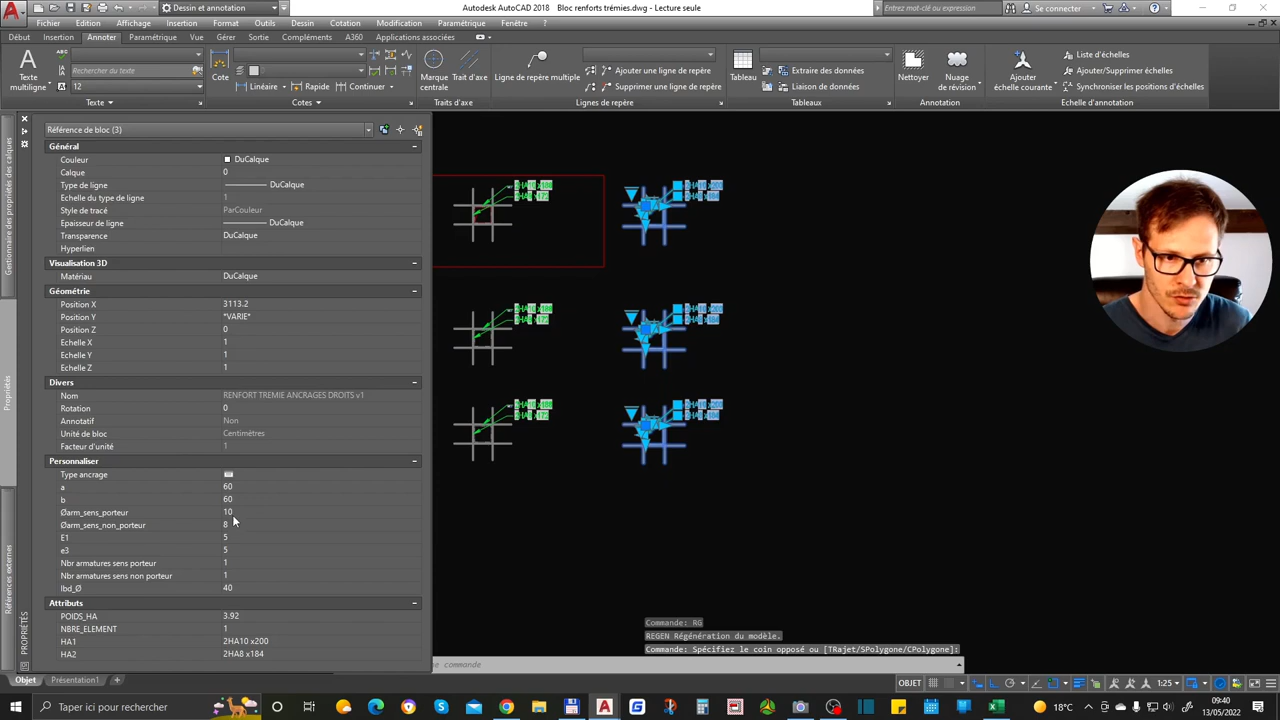 Dessin et annotation
Autodesk AutoCAD 2018 Bloc renforts trémies.dwg - Lecture seule
Entrez mot-clé ou expression
Se connecter
Fichier Edition Affichage Insertion Format Outils Dessin Cotation Modification Paramétrique Fenêtre
Début Insertion Annoter Paramétrique Vue Gérer Sortie Compléments A360 Applications associées
Texte multiligne
Rechercher du texte
12
Texte
Cote
Linéaire Rapide Continuer
Cotes
Marque centrale
Trait d'axe
Traits d'axe
Ligne de repère multiple
Ajouter une ligne de repère
Supprimer une ligne de repère
Lignes de repère
Tableau
Extraire des données
Liaison de données
Tableaux
Nettoyer
Nuage de révision
Annotation
Ajouter échelle courante
Liste d'échelles
Ajouter/Supprimer échelles
Synchroniser les positions d'échelles
Echelle d'annotation
Gestionnaire des propriétés des calques
Propriétés
Références externes
PROPRIÉTÉS
Référence de bloc (3)
Général
Couleur DuCalque
Calque 0
Type de ligne DuCalque
Echelle du type de ligne 1
Style de tracé ParCouleur
Epaisseur de ligne DuCalque
Transparence DuCalque
Hyperlien
Visualisation 3D
Matériau DuCalque
Géométrie
Position X 3113.2
Position Y *VARIE*
Position Z 0
Echelle X 1
Echelle Y 1
Echelle Z 1
Divers
Nom RENFORT TREMIE ANCRAGES DROITS v1
Rotation 0
Annotatif Non
Unité de bloc Centimètres
Facteur d'unité 1
Personnaliser
Type ancrage
a 60
b 60
Øarm_sens_porteur 10
Øarm_sens_non_porteur 8
E1 5
e3 5
Nbr armatures sens porteur 1
Nbr armatures sens non porteur 1
lbd_Ø 40
Attributs
POIDS_HA 3.92
NBRE_ELEMENT 1
HA1 2HA10 x200
HA2 2HA8 x184
Commande: RG
REGEN Régénération du modèle.
Commande: Spécifiez le coin opposé ou [TRajet/SPolygone/CPolygone]:
Objet Présentation1 +
OBJET
1:25
Taper ici pour rechercher
18°C
09:40
13/05/2022